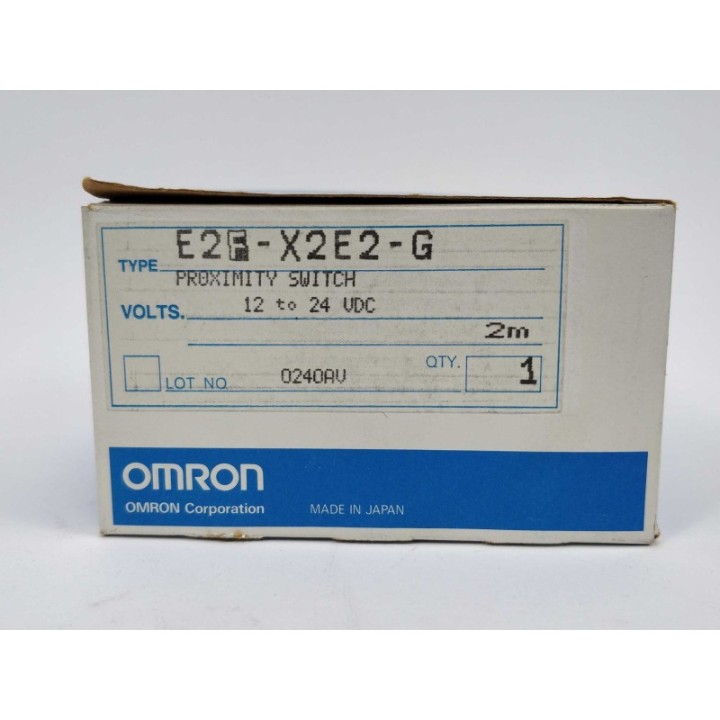 TYPE E2F-X2E2-G
PROXIMITY SWITCH
VOLTS. 12 to 24 VDC
2m
LOT NO 0240AV QTY. 1
OMRON
OMRON Corporation MADE IN JAPAN